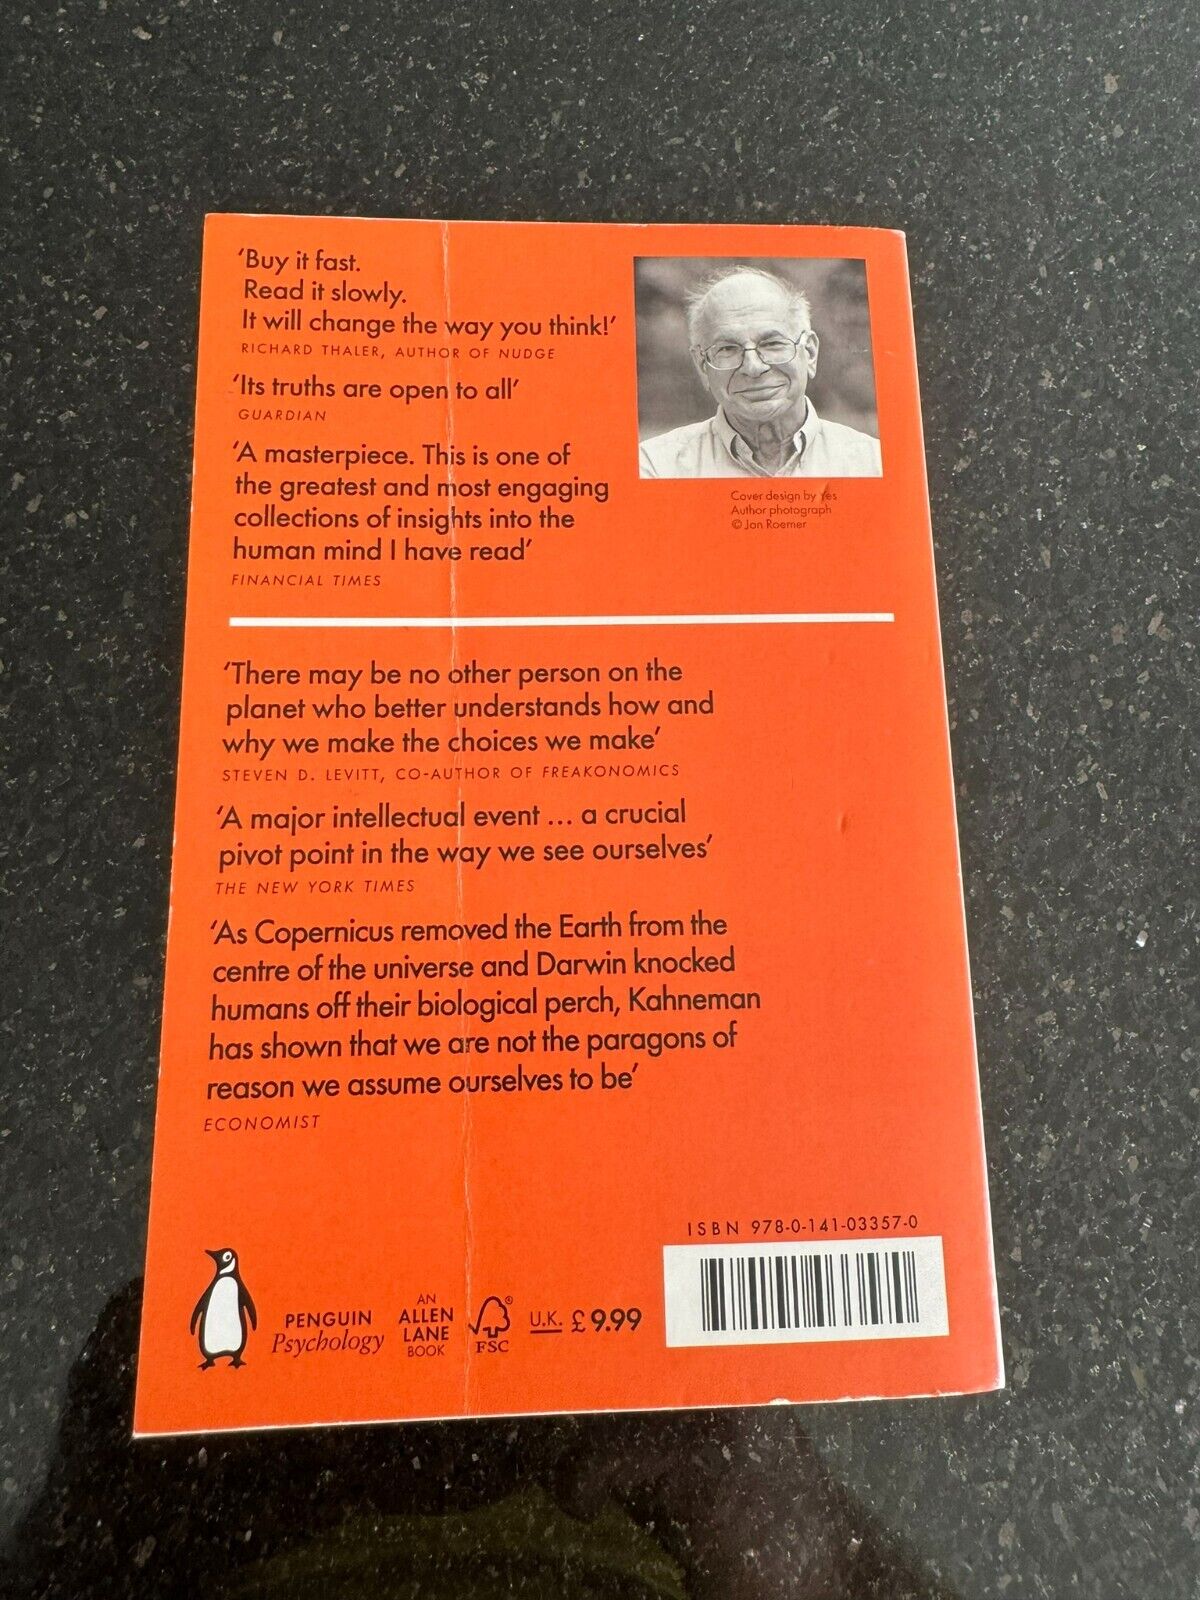 ‘Buy it fast.
Read it slowly.
It will change the way you think!’
RICHARD THALER, AUTHOR OF NUDGE
‘Its truths are open to all’
GUARDIAN
‘A masterpiece. This is one of
the greatest and most engaging
collections of insights into the
human mind I have read’
FINANCIAL TIMES
Cover design by Yes
Author photograph
© Jon Roemer
‘There may be no other person on the
planet who better understands how and
why we make the choices we make’
STEVEN D. LEVITT, CO-AUTHOR OF FREAKONOMICS
‘A major intellectual event ... a crucial
pivot point in the way we see ourselves’
THE NEW YORK TIMES
‘As Copernicus removed the Earth from the
centre of the universe and Darwin knocked
humans off their biological perch, Kahneman
has shown that we are not the paragons of
reason we assume ourselves to be’
ECONOMIST
ISBN 978-0-141-03357-0
PENGUIN
Psychology
AN
ALLEN
LANE
BOOK
®
FSC
U.K. £9.99